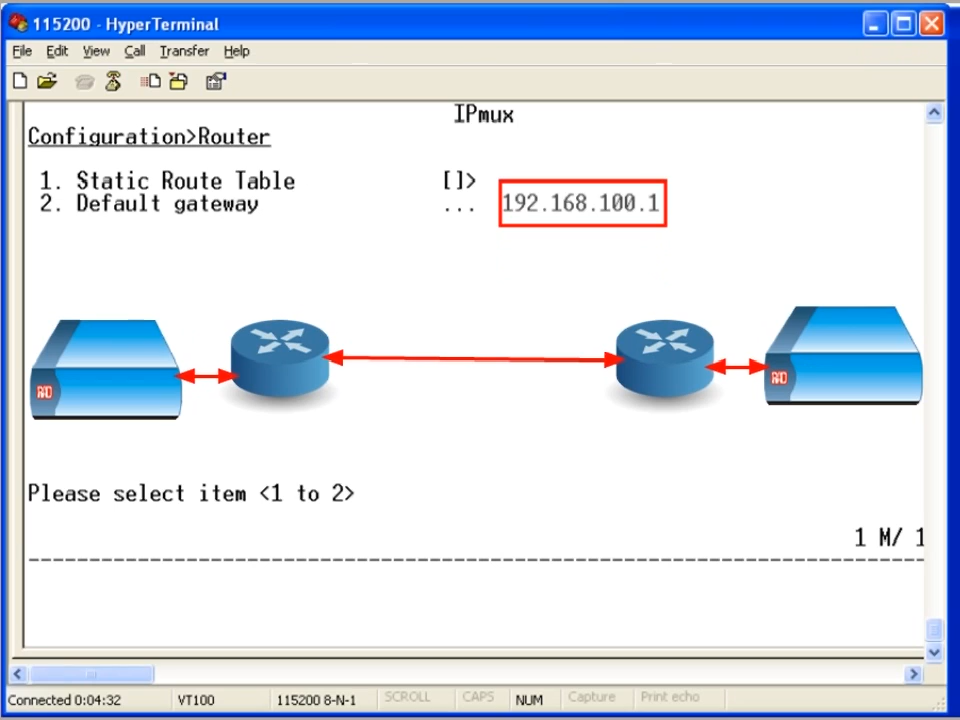 115200 - HyperTerminal
File Edit View Call Transfer Help
IPmux
Configuration>Router
1. Static Route Table []>
2. Default gateway ... 192.168.100.1
RAD
RAD
Please select item <1 to 2>
1 M/ 1
Connected 0:04:32 VT100 115200 8-N-1 SCROLL CAPS NUM Capture Print echo